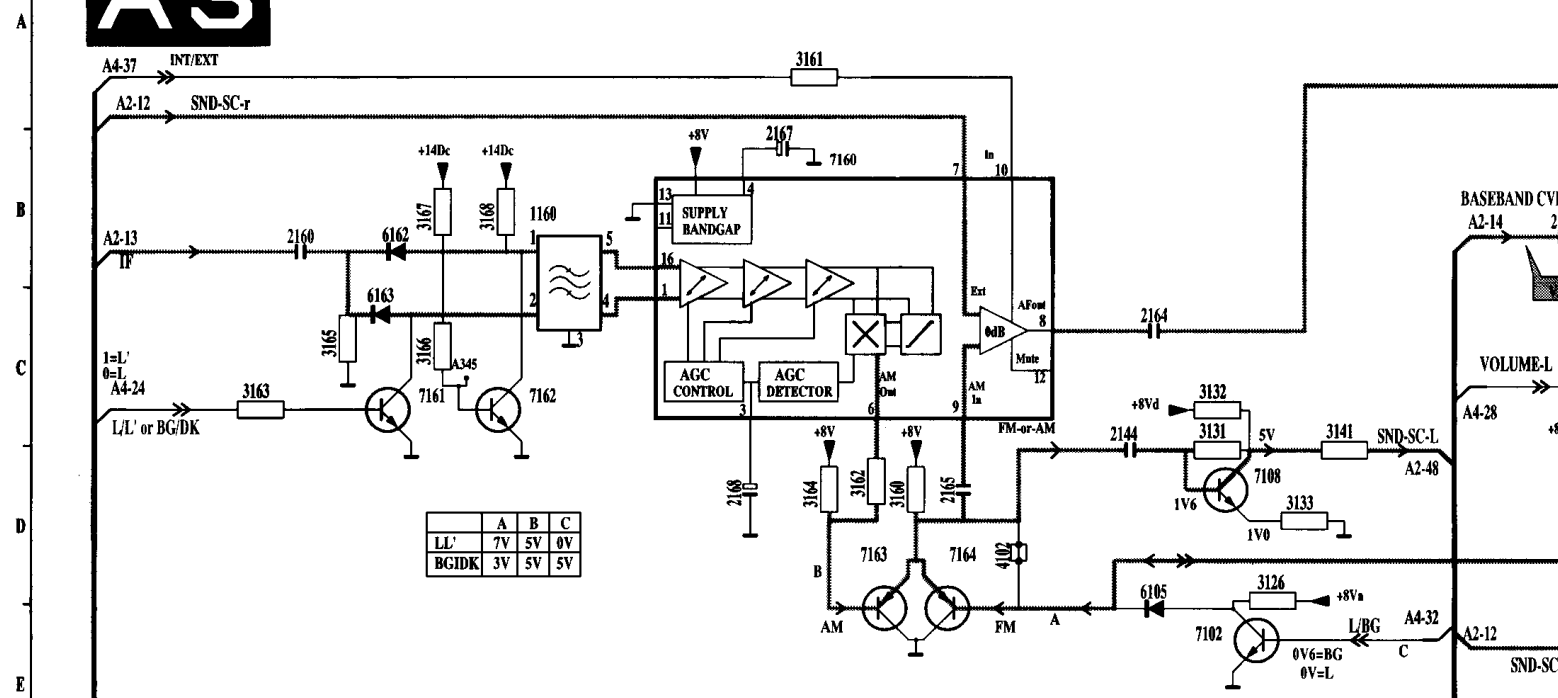 A
A3
A4-37
INT/EXT
3161
A2-12
SND-SC-r
+8V
2167
7160
In
7
10
+14Dc
+14Dc
13
4
11
SUPPLY
BANDGAP
B
3167
3168
1160
BASEBAND CV
A2-14
2
A2-13
IF
2160
6162
1
5
16
6163
2
4
1
Ext
AFout
8
2164
0dB
3165
3166
3
Mute
12
C
1=L'
0=L
A4-24
A345
AGC
CONTROL
AGC
DETECTOR
AM
Out
AM
In
VOLUME-L
3163
7161
7162
3
6
9
L/L' or BG/DK
FM-or-AM
+8Vd
3132
A4-28
+8
+8V
+8V
2144
3131
5V
3141
SND-SC-L
A2-48
2168
3164
3162
3160
2165
7108
1V6
3133
1V0
D
A
B
C
LL'
7V
5V
0V
BGIDK
3V
5V
5V
7163
7164
4102
B
6105
3126
+8Va
AM
FM
A
7102
L/BG
A4-32
A2-12
C
0V6=BG
0V=L
SND-SC
E